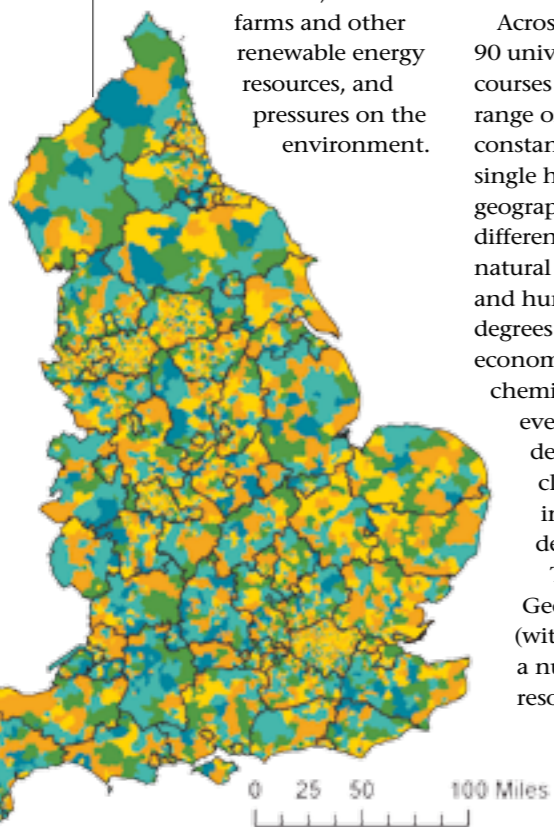 farms and other
renewable energy
resources, and
pressures on the
environment.
Across
90 univ
courses
range o
constan
single h
geograp
differen
natural
and hur
degrees
econom
chemi
eve
de
cl
in
de
T
Geo
(wit
a nu
reso
0 25 50 100 Miles